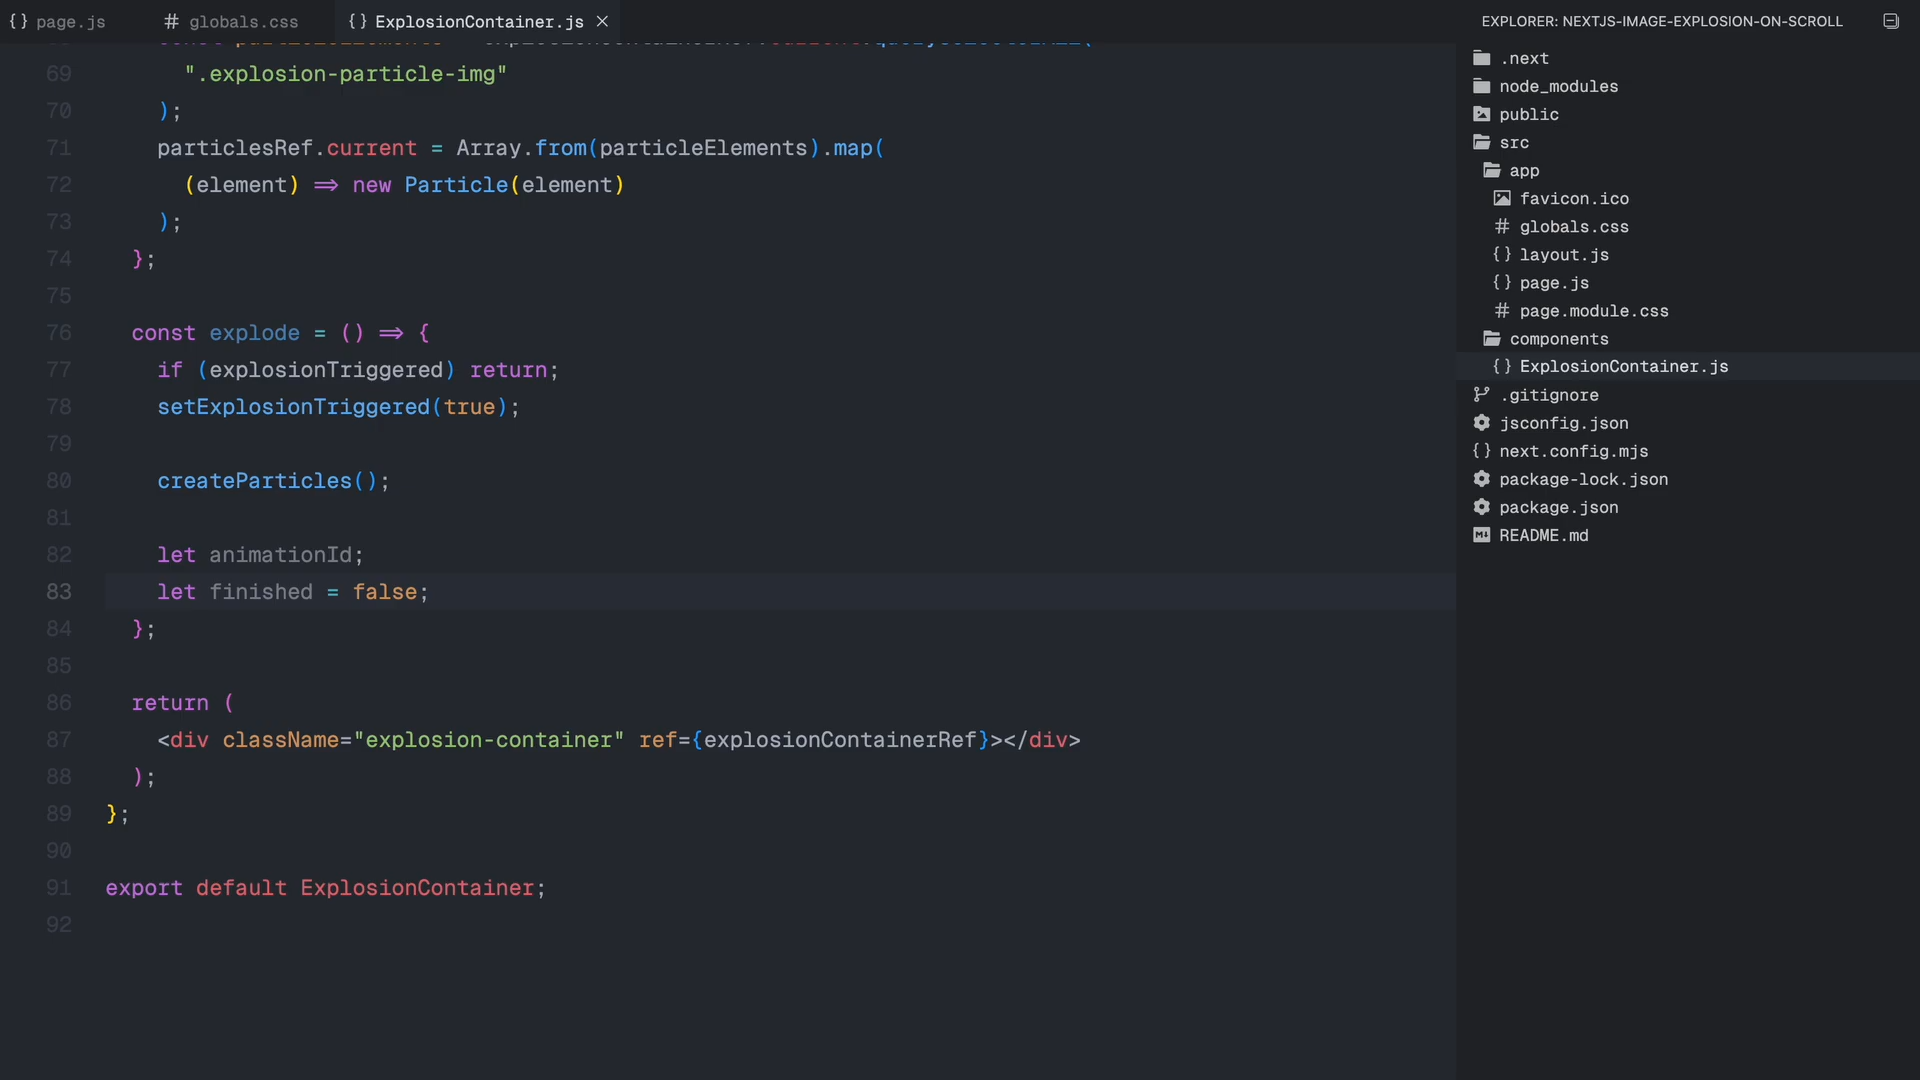 page.js
globals.css
ExplosionContainer.js
EXPLORER: NEXTJS-IMAGE-EXPLOSION-ON-SCROLL
69 ".explosion-particle-img"
70 );
71 particlesRef.current = Array.from(particleElements).map(
72 (element) => new Particle(element)
73 );
74 };
75
76 const explode = () => {
77 if (explosionTriggered) return;
78 setExplosionTriggered(true);
79
80 createParticles();
81
82 let animationId;
83 let finished = false;
84 };
85
86 return (
87 <div className="explosion-container" ref={explosionContainerRef}></div>
88 );
89 };
90
91 export default ExplosionContainer;
92
.next
node_modules
public
src
app
favicon.ico
globals.css
layout.js
page.js
page.module.css
components
ExplosionContainer.js
.gitignore
jsconfig.json
next.config.mjs
package-lock.json
package.json
README.md